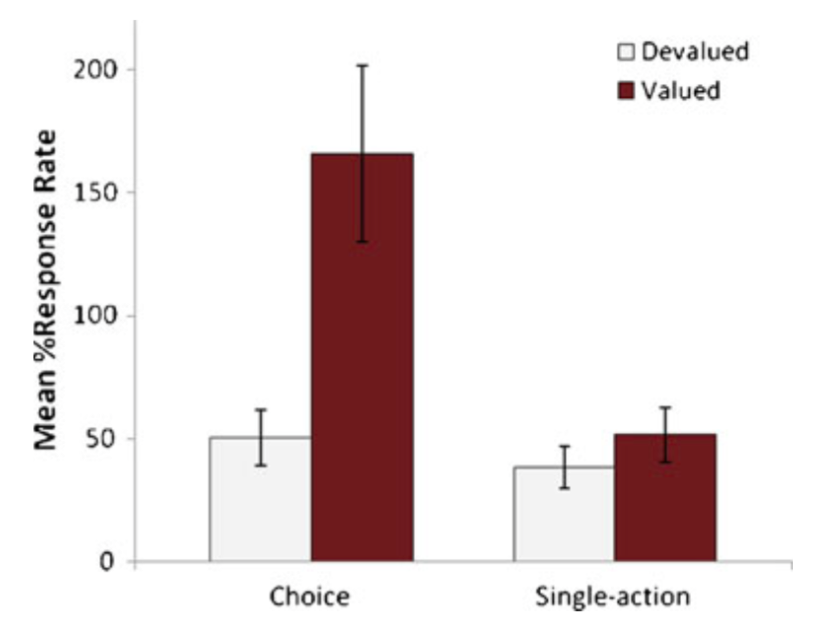 Devalued
Valued
Mean %Response Rate
200
150
100
50
0
Choice
Single-action